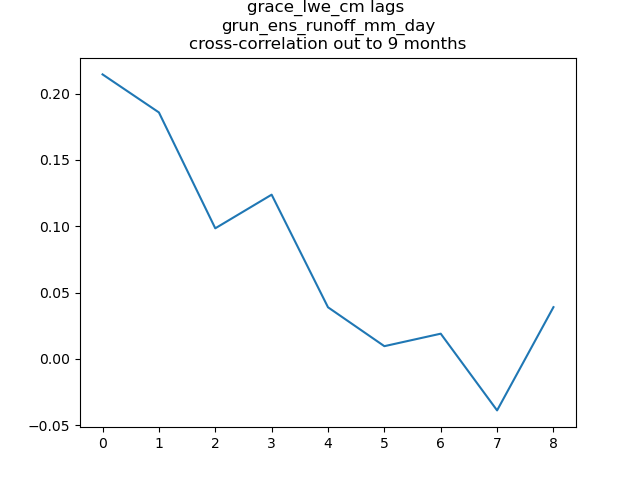 grace_lwe_cm lags
grun_ens_runoff_mm_day
cross-correlation out to 9 months
0.20
0.15
0.10
0.05
0.00
−0.05
0 1 2 3 4 5 6 7 8